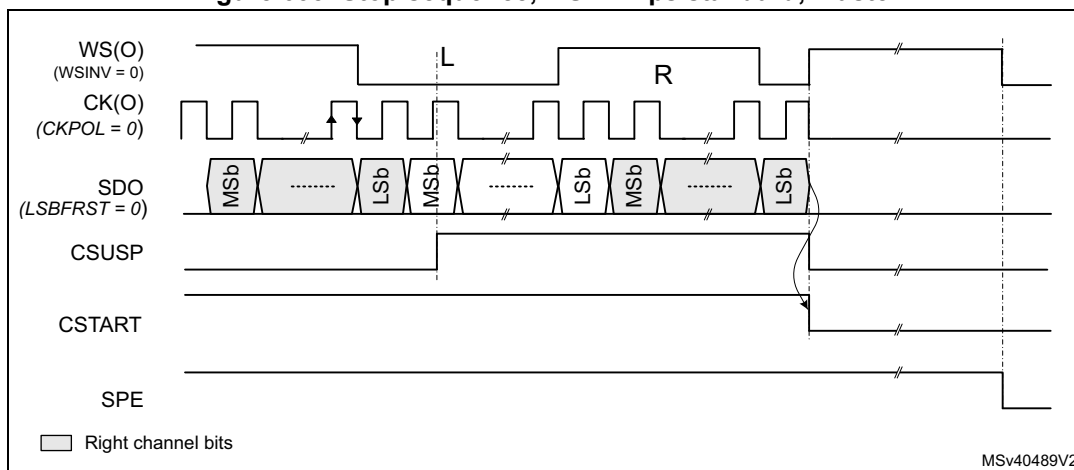 WS(O)
(WSINV = 0)
L
R
CK(O)
(CKPOL = 0)
SDO
(LSBFRST = 0)
MSb
LSb
MSb
LSb
MSb
LSb
CSUSP
CSTART
SPE
Right channel bits
MSv40489V2